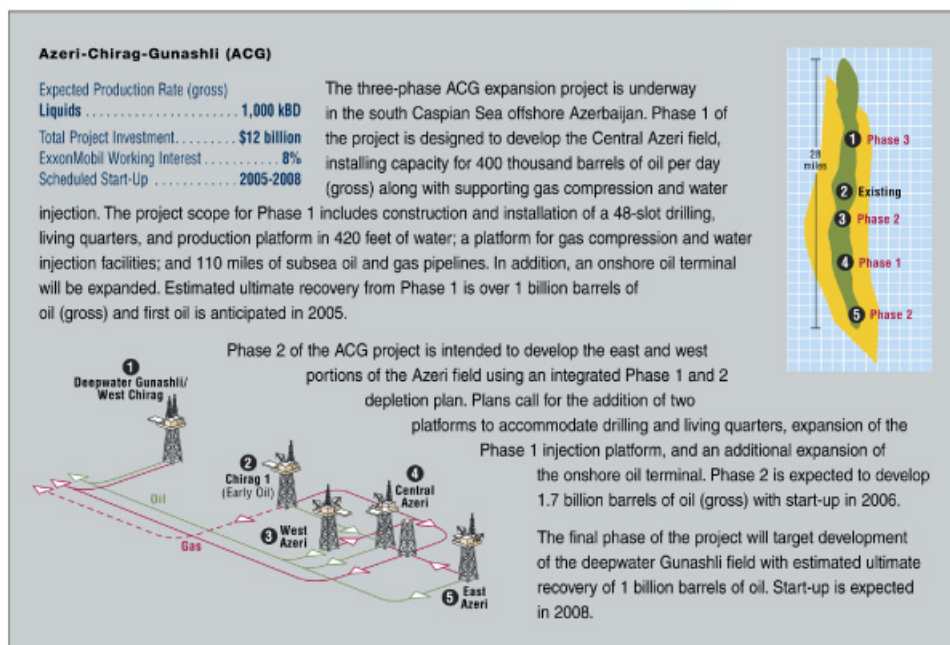 Azeri-Chirag-Gunashli (ACG)
Expected Production Rate (gross)
Liquids . . . . . . . . . . . . . . . . . . . . . . 1,000 kBD
Total Project Investment. . . . . . . . $12 billion
ExxonMobil Working Interest . . . . . . . . . . 8%
Scheduled Start-Up . . . . . . . . . . 2005-2008
The three-phase ACG expansion project is underway
in the south Caspian Sea offshore Azerbaijan. Phase 1 of
the project is designed to develop the Central Azeri field,
installing capacity for 400 thousand barrels of oil per day
(gross) along with supporting gas compression and water
injection. The project scope for Phase 1 includes construction and installation of a 48-slot drilling,
living quarters, and production platform in 420 feet of water; a platform for gas compression and water
injection facilities; and 110 miles of subsea oil and gas pipelines. In addition, an onshore oil terminal
will be expanded. Estimated ultimate recovery from Phase 1 is over 1 billion barrels of
oil (gross) and first oil is anticipated in 2005.
28
miles
1 Phase 3
2 Existing
3 Phase 2
4 Phase 1
5 Phase 2
Phase 2 of the ACG project is intended to develop the east and west
portions of the Azeri field using an integrated Phase 1 and 2
depletion plan. Plans call for the addition of two
platforms to accommodate drilling and living quarters, expansion of the
Phase 1 injection platform, and an additional expansion of
the onshore oil terminal. Phase 2 is expected to develop
1.7 billion barrels of oil (gross) with start-up in 2006.
The final phase of the project will target development
of the deepwater Gunashli field with estimated ultimate
recovery of 1 billion barrels of oil. Start-up is expected
in 2008.
1
Deepwater Gunashli/
West Chirag
2
Chirag 1
(Early Oil)
4
Central
Azeri
Oil
3 West
Azeri
Gas
5 East
Azeri